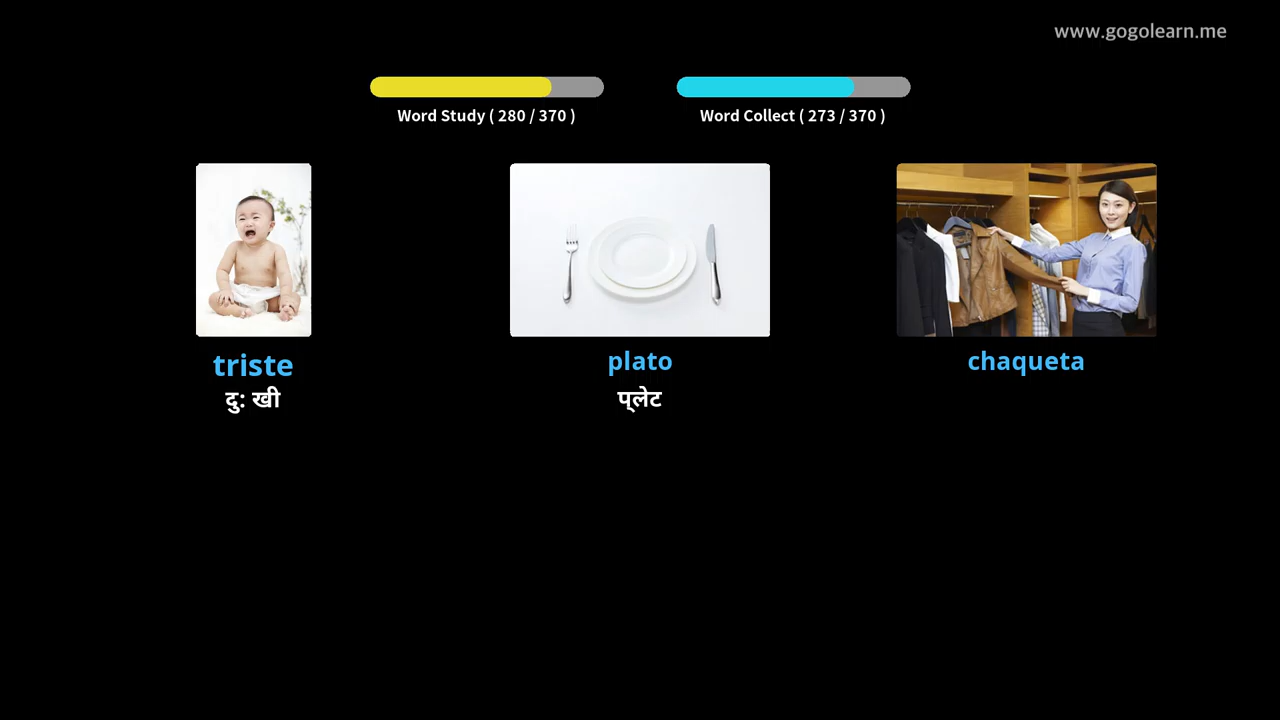 www.gogolearn.me
Word Study ( 280 / 370 )
Word Collect ( 273 / 370 )
triste
plato
chaqueta
दु: खी
प्लेट